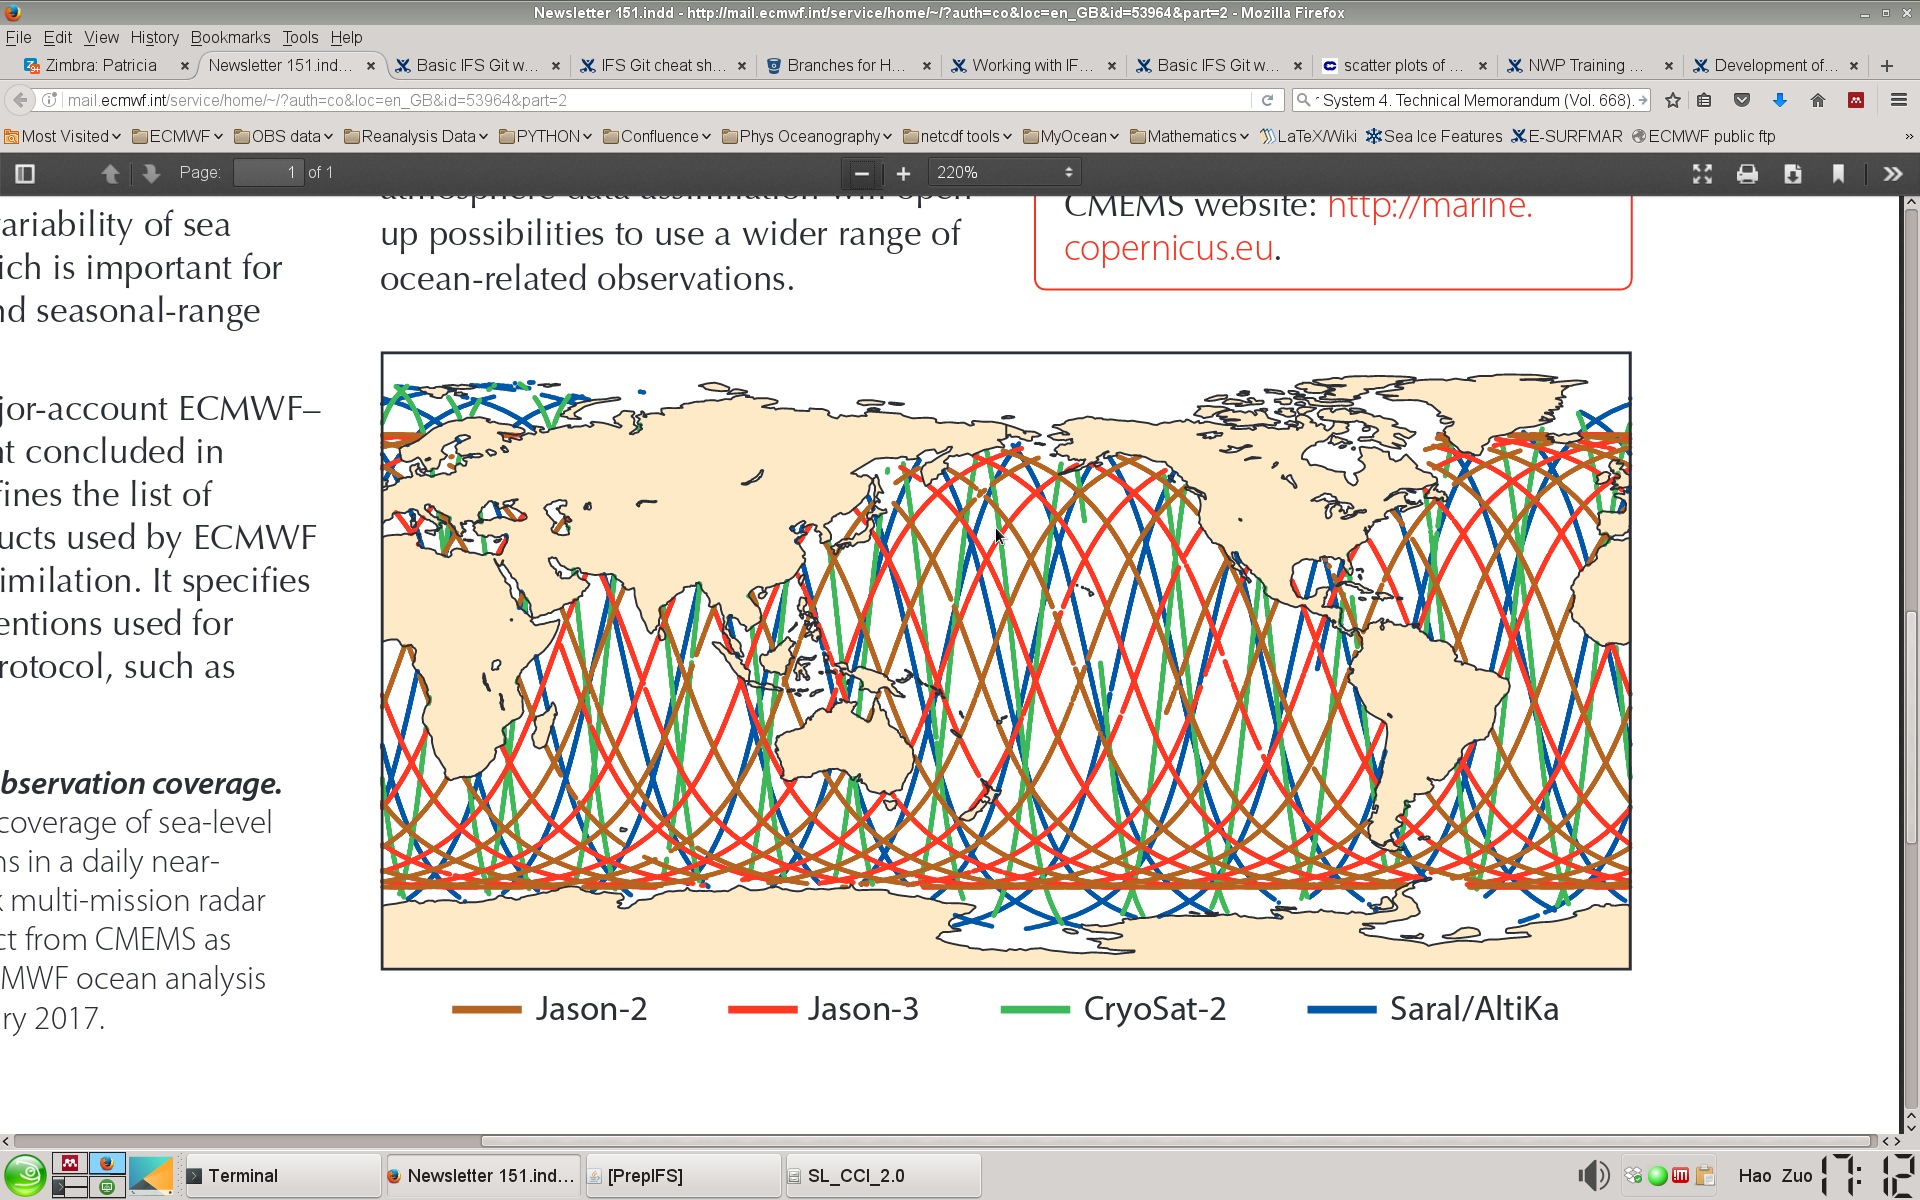 Newsletter 151.indd - http://mail.ecmwf.int/service/home/~/?auth=co&loc=en_GB&id=53964&part=2 - Mozilla Firefox
File Edit View History Bookmarks Tools Help
Zimbra: Patricia
Newsletter 151.ind...
Basic IFS Git w...
IFS Git cheat sh...
Branches for H...
Working with IF...
Basic IFS Git w...
scatter plots of ...
NWP Training ...
Development of...
mail.ecmwf.int/service/home/~/?auth=co&loc=en_GB&id=53964&part=2
System 4. Technical Memorandum (Vol. 668).
Most Visited ECMWF OBS data Reanalysis Data PYTHON Confluence Phys Oceanography netcdf tools MyOcean Mathematics LaTeX/Wiki Sea Ice Features E-SURFMAR ECMWF public ftp »
Page: 1 of 1
220%
ariability of sea
ich is important for
nd seasonal-range
jor-account ECMWF–
nt concluded in
fines the list of
ucts used by ECMWF
imilation. It specifies
entions used for
rotocol, such as
bservation coverage.
coverage of sea-level
ns in a daily near-
k multi-mission radar
ct from CMEMS as
MWF ocean analysis
ry 2017.
atmosphere data assimilation will open
up possibilities to use a wider range of
ocean-related observations.
CMEMS website: http://marine.
copernicus.eu.
Jason-2
Jason-3
CryoSat-2
Saral/AltiKa
Terminal
Newsletter 151.ind...
[PrepIFS]
SL_CCI_2.0
Hao Zuo
17:12